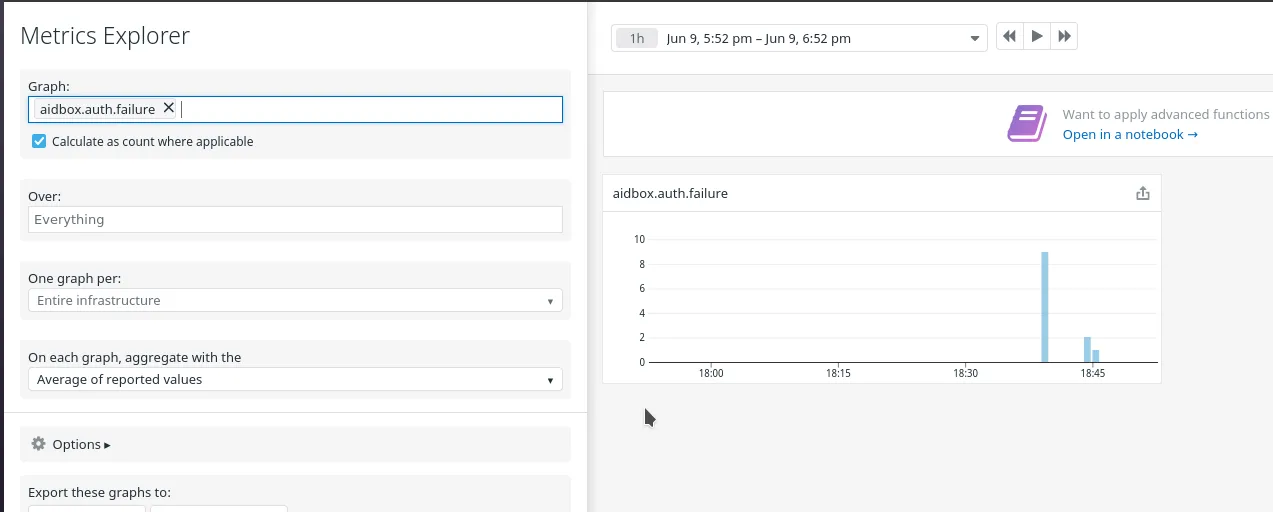 Metrics Explorer
Graph:
aidbox.auth.failure ✕
Calculate as count where applicable
Over:
Everything
One graph per:
Entire infrastructure
On each graph, aggregate with the
Average of reported values
Options ▸
Export these graphs to:
1h Jun 9, 5:52 pm – Jun 9, 6:52 pm
Want to apply advanced functions
Open in a notebook →
aidbox.auth.failure
10
8
6
4
2
0
18:00 18:15 18:30 18:45